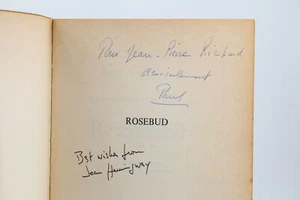 Pour Jean-Pierre Richard
amicalement
Paul
ROSEBUD
Best wishes from
Joan Hemingway